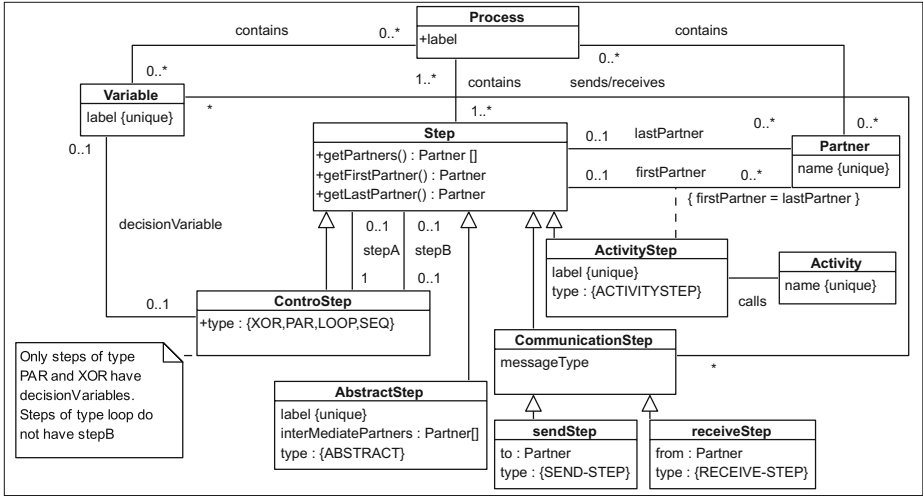 Process
+label
contains
0..*
0..*
contains
0..*
0..*
1..*
contains
sends/receives
Variable
label {unique}
*
1..*
0..1
Step
+getPartners() : Partner []
+getFirstPartner() : Partner
+getLastPartner() : Partner
0..1
lastPartner
0..*
0..1
firstPartner
0..*
Partner
name {unique}
{ firstPartner = lastPartner }
decisionVariable
0..1
0..1
stepA
stepB
1
0..1
0..1
ActivityStep
label {unique}
type : {ACTIVITYSTEP}
calls
Activity
name {unique}
ControStep
+type : {XOR,PAR,LOOP,SEQ}
Only steps of type
PAR and XOR have
decisionVariables.
Steps of type loop do
not have stepB
CommunicationStep
messageType
*
AbstractStep
label {unique}
interMediatePartners : Partner[]
type : {ABSTRACT}
sendStep
to : Partner
type : {SEND-STEP}
receiveStep
from : Partner
type : {RECEIVE-STEP}